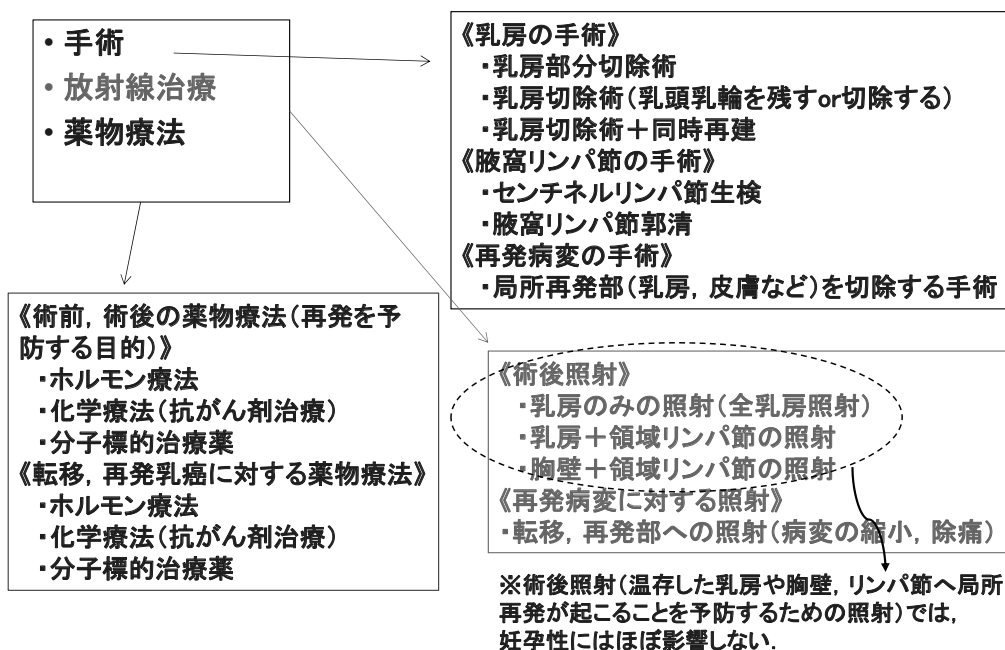 ・手術
・放射線治療
・薬物療法
《乳房の手術》
・乳房部分切除術
・乳房切除術(乳頭乳輪を残すor切除する)
・乳房切除術＋同時再建
《腋窩リンパ節の手術》
・センチネルリンパ節生検
・腋窩リンパ節郭清
《再発病変の手術》
・局所再発部(乳房，皮膚など)を切除する手術
《術前，術後の薬物療法(再発を予
防する目的)》
・ホルモン療法
・化学療法(抗がん剤治療)
・分子標的治療薬
《転移，再発乳癌に対する薬物療法》
・ホルモン療法
・化学療法(抗がん剤治療)
・分子標的治療薬
《術後照射》
・乳房のみの照射(全乳房照射)
・乳房＋領域リンパ節の照射
・胸壁＋領域リンパ節の照射
《再発病変に対する照射》
・転移，再発部への照射(病変の縮小，除痛)
※術後照射(温存した乳房や胸壁，リンパ節へ局所
再発が起こることを予防するための照射)では，
妊孕性にはほぼ影響しない．